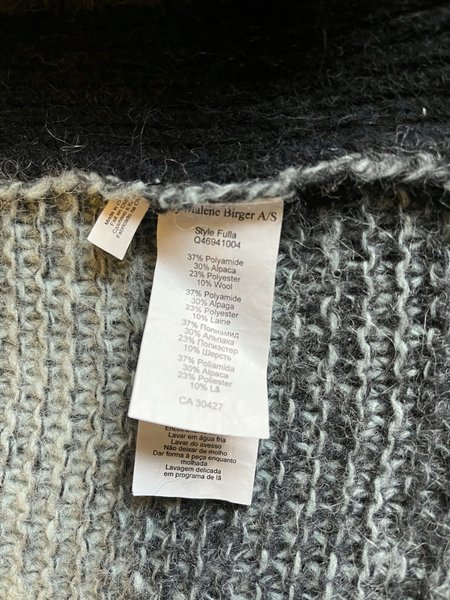 By Malene Birger A/S
Style Fulla
Q46941004
37% Polyamide
30% Alpaca
23% Polyester
10% Wool
37% Polyamide
30% Alpaga
23% Polyester
10% Laine
37% Полиамид
30% Альпака
23% Полиэстер
10% Шерсть
37% Poliamida
30% Alpaca
23% Poliester
10% Lã
CA 30427
Lavar em água fria
Lavar do avesso
Não deixar de molho
Dar forme à peça enquanto
molhada
Lavagem delicada
em programa de lã